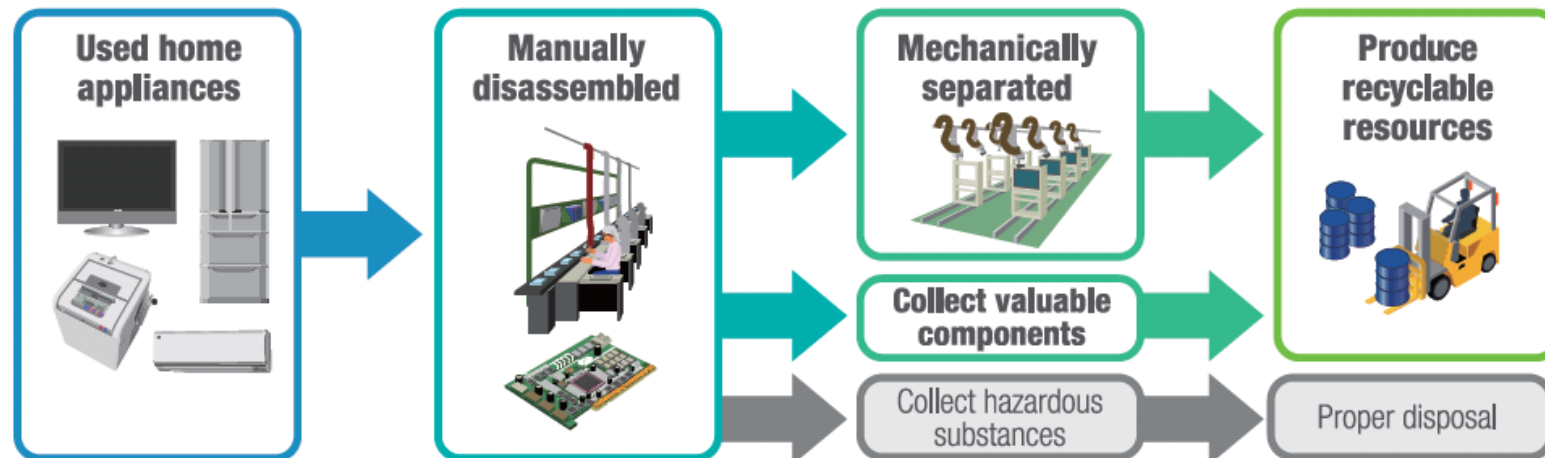 Used home
appliances
Manually
disassembled
Mechanically
separated
Collect valuable
components
Collect hazardous
substances
Produce
recyclable
resources
Proper disposal